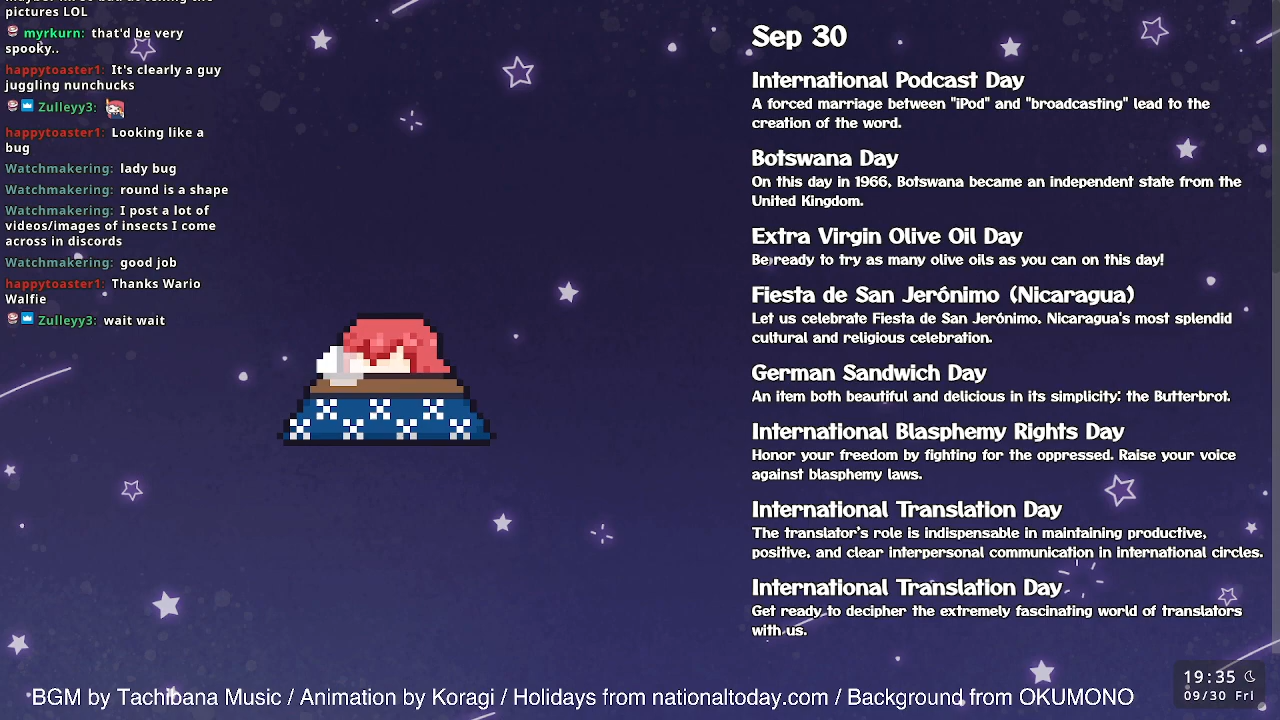 pictures LOL
myrkurn: that'd be very
spooky..
happytoaster1: It's clearly a guy
juggling nunchucks
Zulleyy3:
happytoaster1: Looking like a
bug
Watchmakering: lady bug
Watchmakering: round is a shape
Watchmakering: I post a lot of
videos/images of insects I come
across in discords
Watchmakering: good job
happytoaster1: Thanks Wario
Walfie
Zulleyy3: wait wait
Sep 30
International Podcast Day
A forced marriage between "iPod" and "broadcasting" lead to the
creation of the word.
Botswana Day
On this day in 1966, Botswana became an independent state from the
United Kingdom.
Extra Virgin Olive Oil Day
Be ready to try as many olive oils as you can on this day!
Fiesta de San Jerónimo (Nicaragua)
Let us celebrate Fiesta de San Jerónimo, Nicaragua's most splendid
cultural and religious celebration.
German Sandwich Day
An item both beautiful and delicious in its simplicity: the Butterbrot.
International Blasphemy Rights Day
Honor your freedom by fighting for the oppressed. Raise your voice
against blasphemy laws.
International Translation Day
The translator's role is indispensable in maintaining productive,
positive, and clear interpersonal communication in international circles.
International Translation Day
Get ready to decipher the extremely fascinating world of translators
with us.
19:35
09/30 Fri
BGM by Tachibana Music / Animation by Koragi / Holidays from nationaltoday.com / Background from OKUMONO